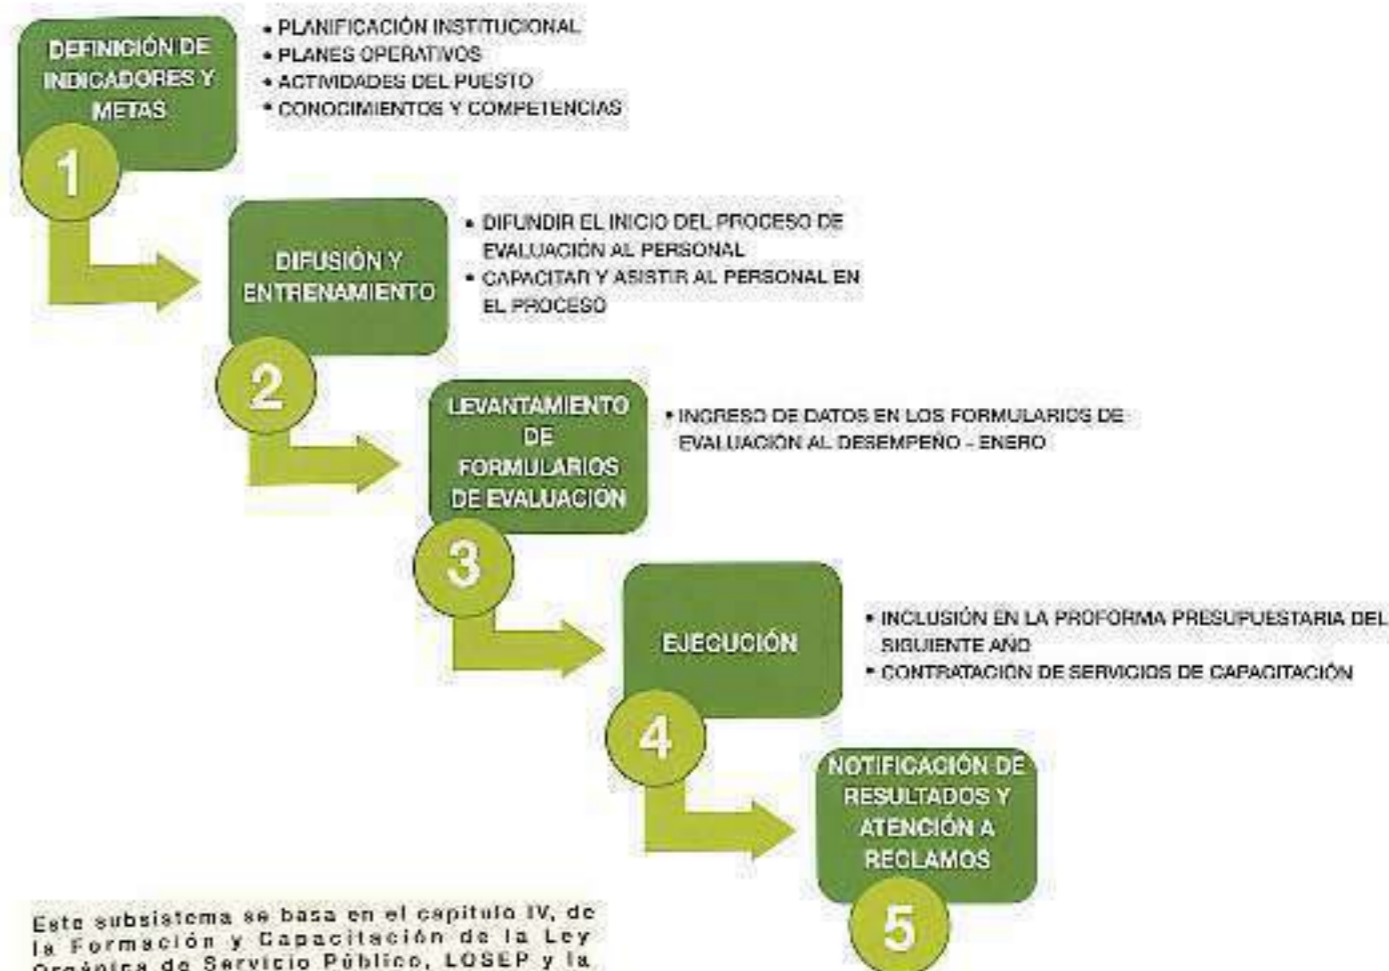 DEFINICIÓN DE
INDICADORES Y
METAS
1
• PLANIFICACIÓN INSTITUCIONAL
• PLANES OPERATIVOS
• ACTIVIDADES DEL PUESTO
• CONOCIMIENTOS Y COMPETENCIAS
DIFUSIÓN Y
ENTRENAMIENTO
2
• DIFUNDIR EL INICIO DEL PROCESO DE
EVALUACIÓN AL PERSONAL
• CAPACITAR Y ASISTIR AL PERSONAL EN
EL PROCESO
LEVANTAMIENTO
DE
FORMULARIOS
DE EVALUACIÓN
3
• INGRESO DE DATOS EN LOS FORMULARIOS DE
EVALUACIÓN AL DESEMPEÑO – ENERO
EJECUCIÓN
4
• INCLUSIÓN EN LA PROFORMA PRESUPUESTARIA DEL
SIGUIENTE AÑO
• CONTRATACIÓN DE SERVICIOS DE CAPACITACIÓN
NOTIFICACIÓN DE
RESULTADOS Y
ATENCIÓN A
RECLAMOS
5
Este subsistema se basa en el capítulo IV, de
la Formación y Capacitación de la Ley
Orgánica de Servicio Público, LOSEP y la